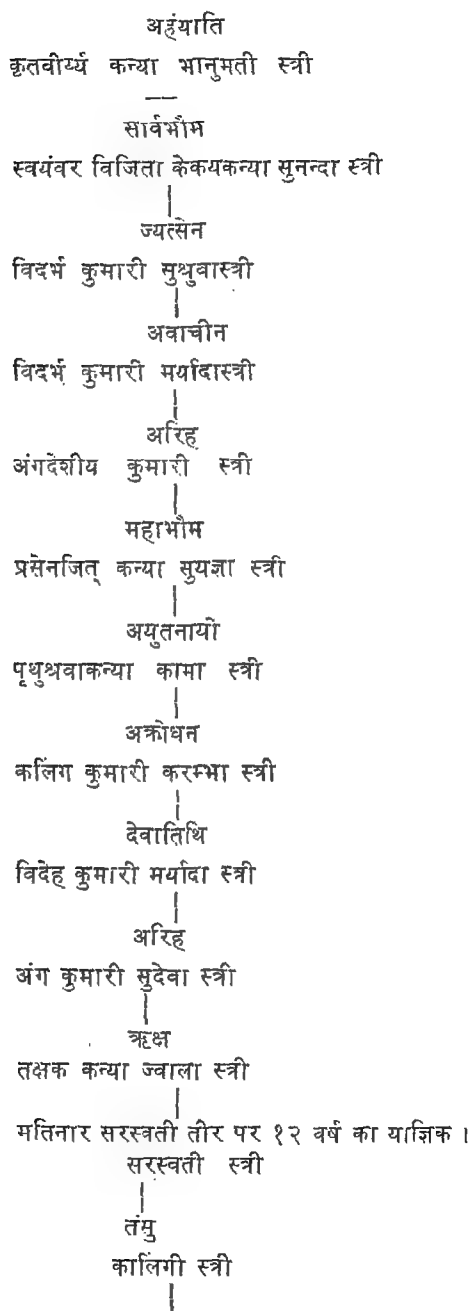 अहंयाति
कृतवीर्य्य कन्या भानुमती स्त्री
सार्वभौम
स्वयंवर विजिता केकयकन्या सुनन्दा स्त्री
ज्यत्सेन
विदर्भ कुमारी सुथुवास्त्री
अवाचीन
विदर्भ कुमारी मर्यादास्त्री
अरिह
अंगदेशीय कुमारी स्त्री
महाभौम
प्रसेनजित् कन्या सुयज्ञा स्त्री
अयुतनायो
पृथुश्रवाकन्या कामा स्त्री
अक्रोधन
कलिंग कुमारी करम्भा स्त्री
देवातिथि
विदेह कुमारी मर्यादा स्त्री
अरिह
अंग कुमारी सुदेवा स्त्री
ऋक्ष
तक्षक कन्या ज्वाला स्त्री
मतिनार सरस्वती तीर पर १२ वर्ष का याज्ञिक ।
सरस्वती स्त्री
तंसु
कालिंगी स्त्री